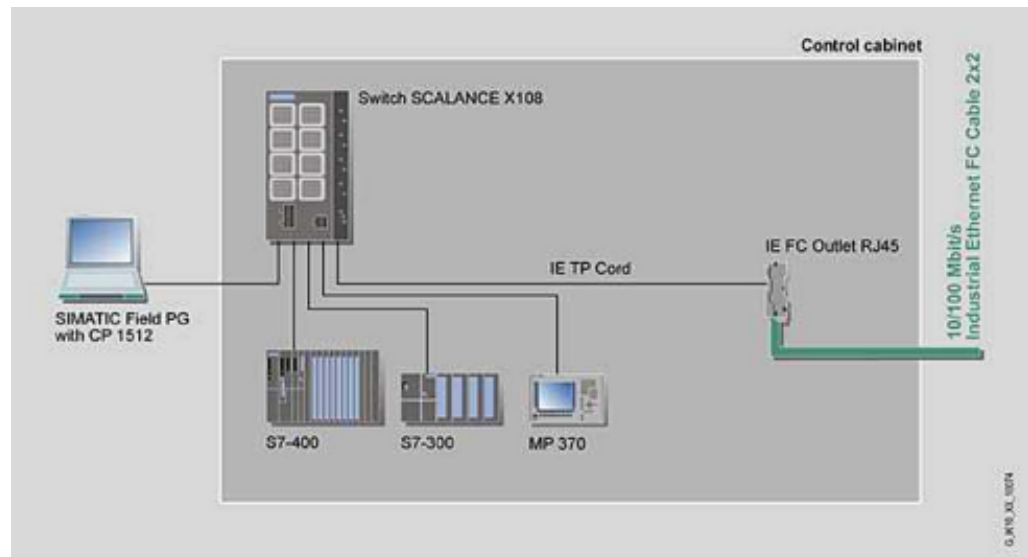 Control cabinet
Switch SCALANCE X108
10/100 Mbit/s
Industrial Ethernet FC Cable 2x2
IE FC Outlet RJ45
IE TP Cord
SIMATIC Field PG
with CP 1512
S7-400
S7-300
MP 370
G_IK10_XX_10074